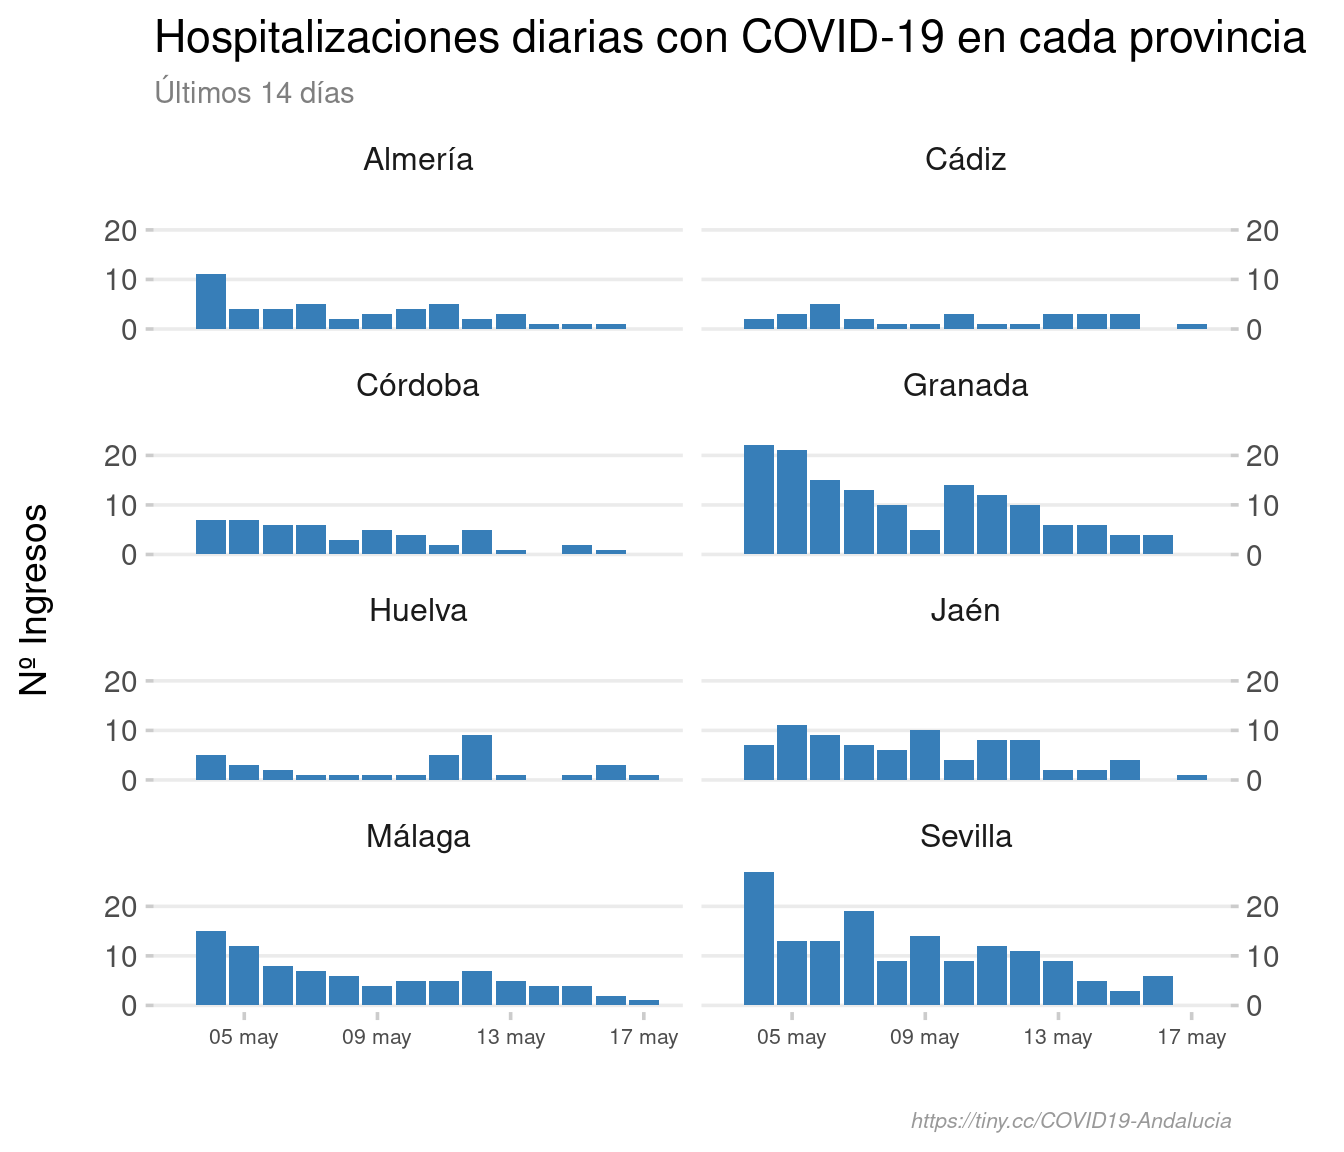 Hospitalizaciones diarias con COVID-19 en cada provincia
Últimos 14 días
Nº Ingresos
Almería
Cádiz
20
10
0
20
10
0
Córdoba
Granada
20
10
0
20
10
0
Huelva
Jaén
20
10
0
20
10
0
Málaga
Sevilla
20
10
0
20
10
0
05 may 09 may 13 may 17 may
05 may 09 may 13 may 17 may
https://tiny.cc/COVID19-Andalucia